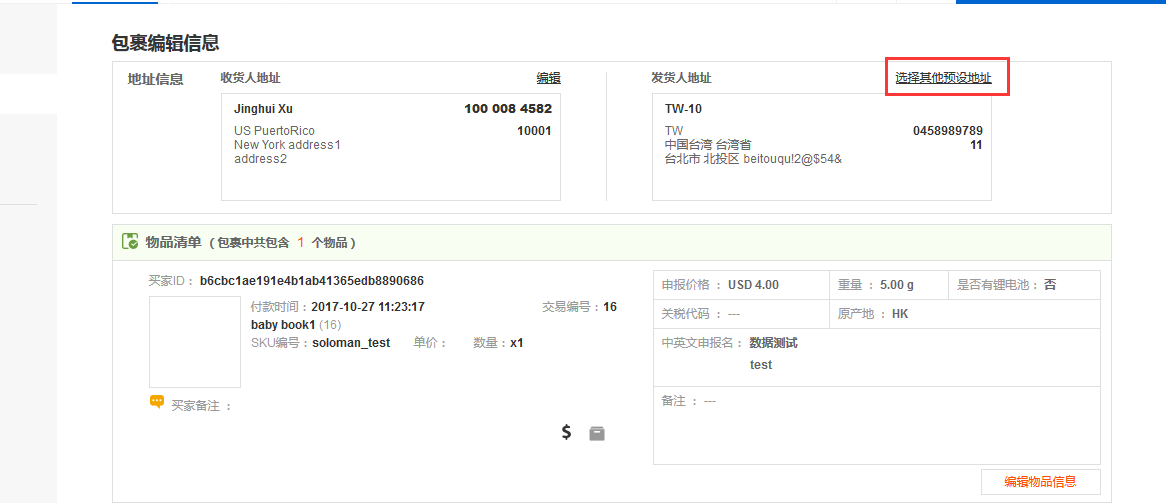 包裹编辑信息
地址信息
收货人地址 编辑
Jinghui Xu 100 008 4582
US PuertoRico 10001
New York address1
address2
发货人地址 选择其他预设地址
TW-10
TW 0458989789
中国台湾 台湾省 11
台北市 北投区 beitouqu!2@$54&
物品清单 ( 包裹中共包含 1 个物品 )
买家ID： b6cbc1ae191e4b1ab41365edb8890686
付款时间：2017-10-27 11:23:17 交易编号：16
baby book1 (16)
SKU编号：soloman_test 单价： 数量：x1
买家备注 ：
$
申报价格 ： USD 4.00 重量 ： 5.00 g 是否有锂电池： 否
关税代码 ： --- 原产地 ： HK
中英文申报名： 数据测试
test
备注 ： ---
编辑物品信息